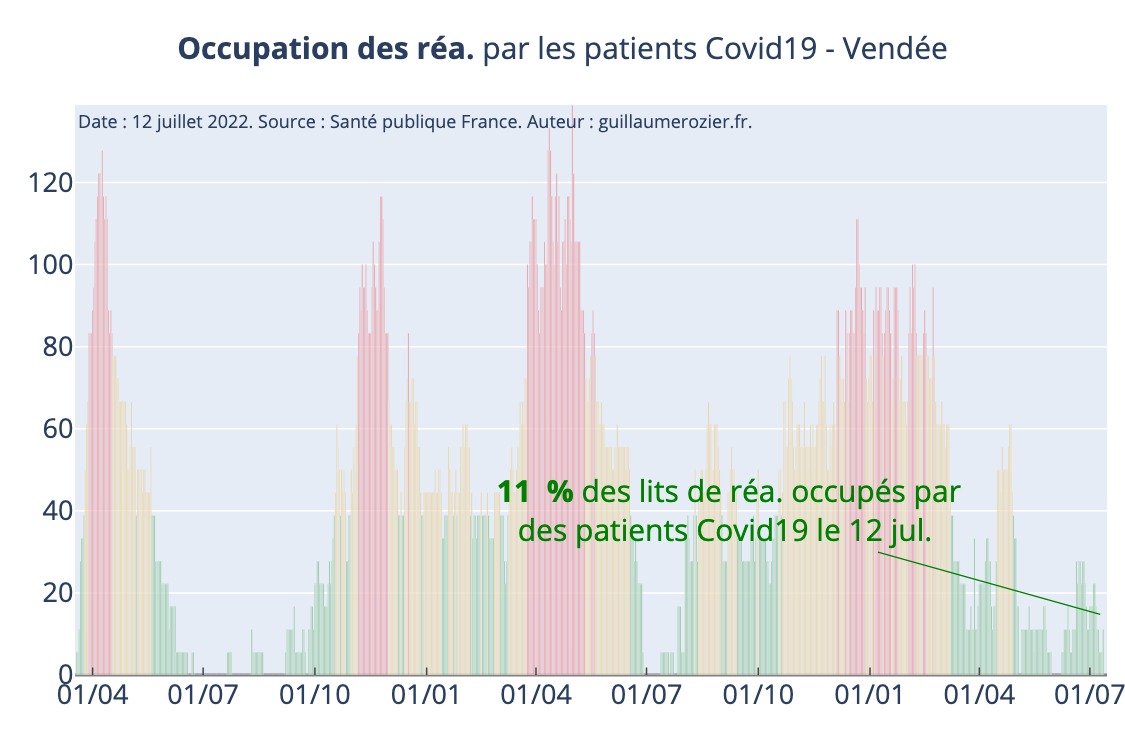 Occupation des réa. par les patients Covid19 - Vendée
Date : 12 juillet 2022. Source : Santé publique France. Auteur : guillaumerozier.fr.
120
100
80
60
40
20
0
11 % des lits de réa. occupés par
des patients Covid19 le 12 jul.
01/04 01/07 01/10 01/01 01/04 01/07 01/10 01/01 01/04 01/07